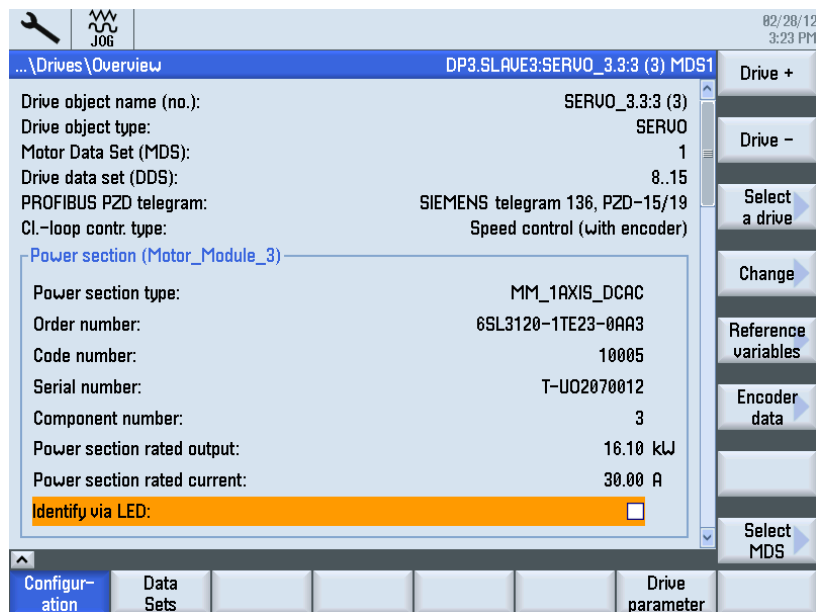 JOG
02/28/12
3:23 PM
...\Drives\Overview DP3.SLAVE3:SERVO_3.3:3 (3) MDS1
Drive object name (no.): SERVO_3.3:3 (3)
Drive object type: SERVO
Motor Data Set (MDS): 1
Drive data set (DDS): 8..15
PROFIBUS PZD telegram: SIEMENS telegram 136, PZD-15/19
Cl.-loop contr. type: Speed control (with encoder)
Power section (Motor_Module_3)
Power section type: MM_1AXIS_DCAC
Order number: 6SL3120-1TE23-0AA3
Code number: 10005
Serial number: T-UO2070012
Component number: 3
Power section rated output: 16.10 kW
Power section rated current: 30.00 A
Identify via LED:
Drive +
Drive -
Select
a drive
Change
Reference
variables
Encoder
data
Select
MDS
Configur-
ation
Data
Sets
Drive
parameter